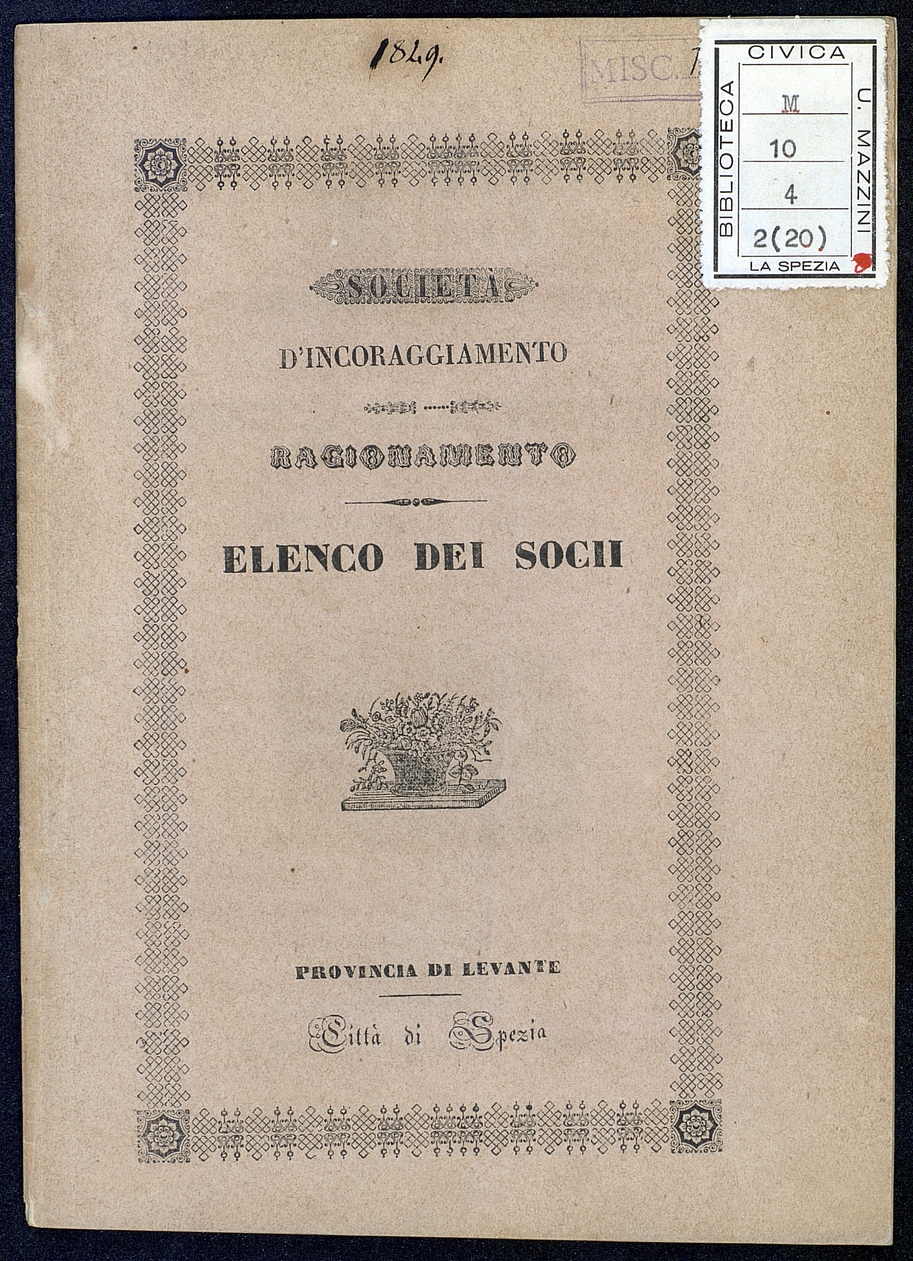 1849.
MISC.
BIBLIOTECA
CIVICA
U. MAZZINI
M
10
4
2(20)
LA SPEZIA
SOCIETÀ
D'INCORAGGIAMENTO
RAGIONAMENTO
ELENCO DEI SOCII
PROVINCIA DI LEVANTE
Città di Spezia